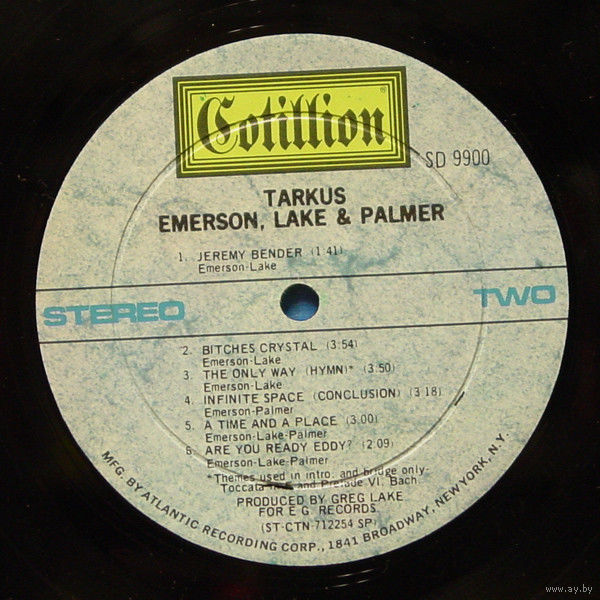 Cotillion
®
SD 9900
TARKUS
EMERSON, LAKE & PALMER
1. JEREMY BENDER (1:41)
Emerson-Lake
STEREO
TWO
2. BITCHES CRYSTAL (3:54)
Emerson-Lake
3. THE ONLY WAY (HYMN)* (3:50)
Emerson-Lake
4. INFINITE SPACE (CONCLUSION) (3:18)
Emerson-Palmer
5. A TIME AND A PLACE (3:00)
Emerson-Lake-Palmer
6. ARE YOU READY EDDY? (2:09)
Emerson-Lake-Palmer
*Themes used in intro. and bridge only-
Toccata and Prelude VI, Bach.
PRODUCED BY GREG LAKE
FOR E G. RECORDS
(ST-CTN-712254 SP)
MFG. BY ATLANTIC RECORDING CORP., 1841 BROADWAY, NEW YORK, N.Y.
www.ay.by